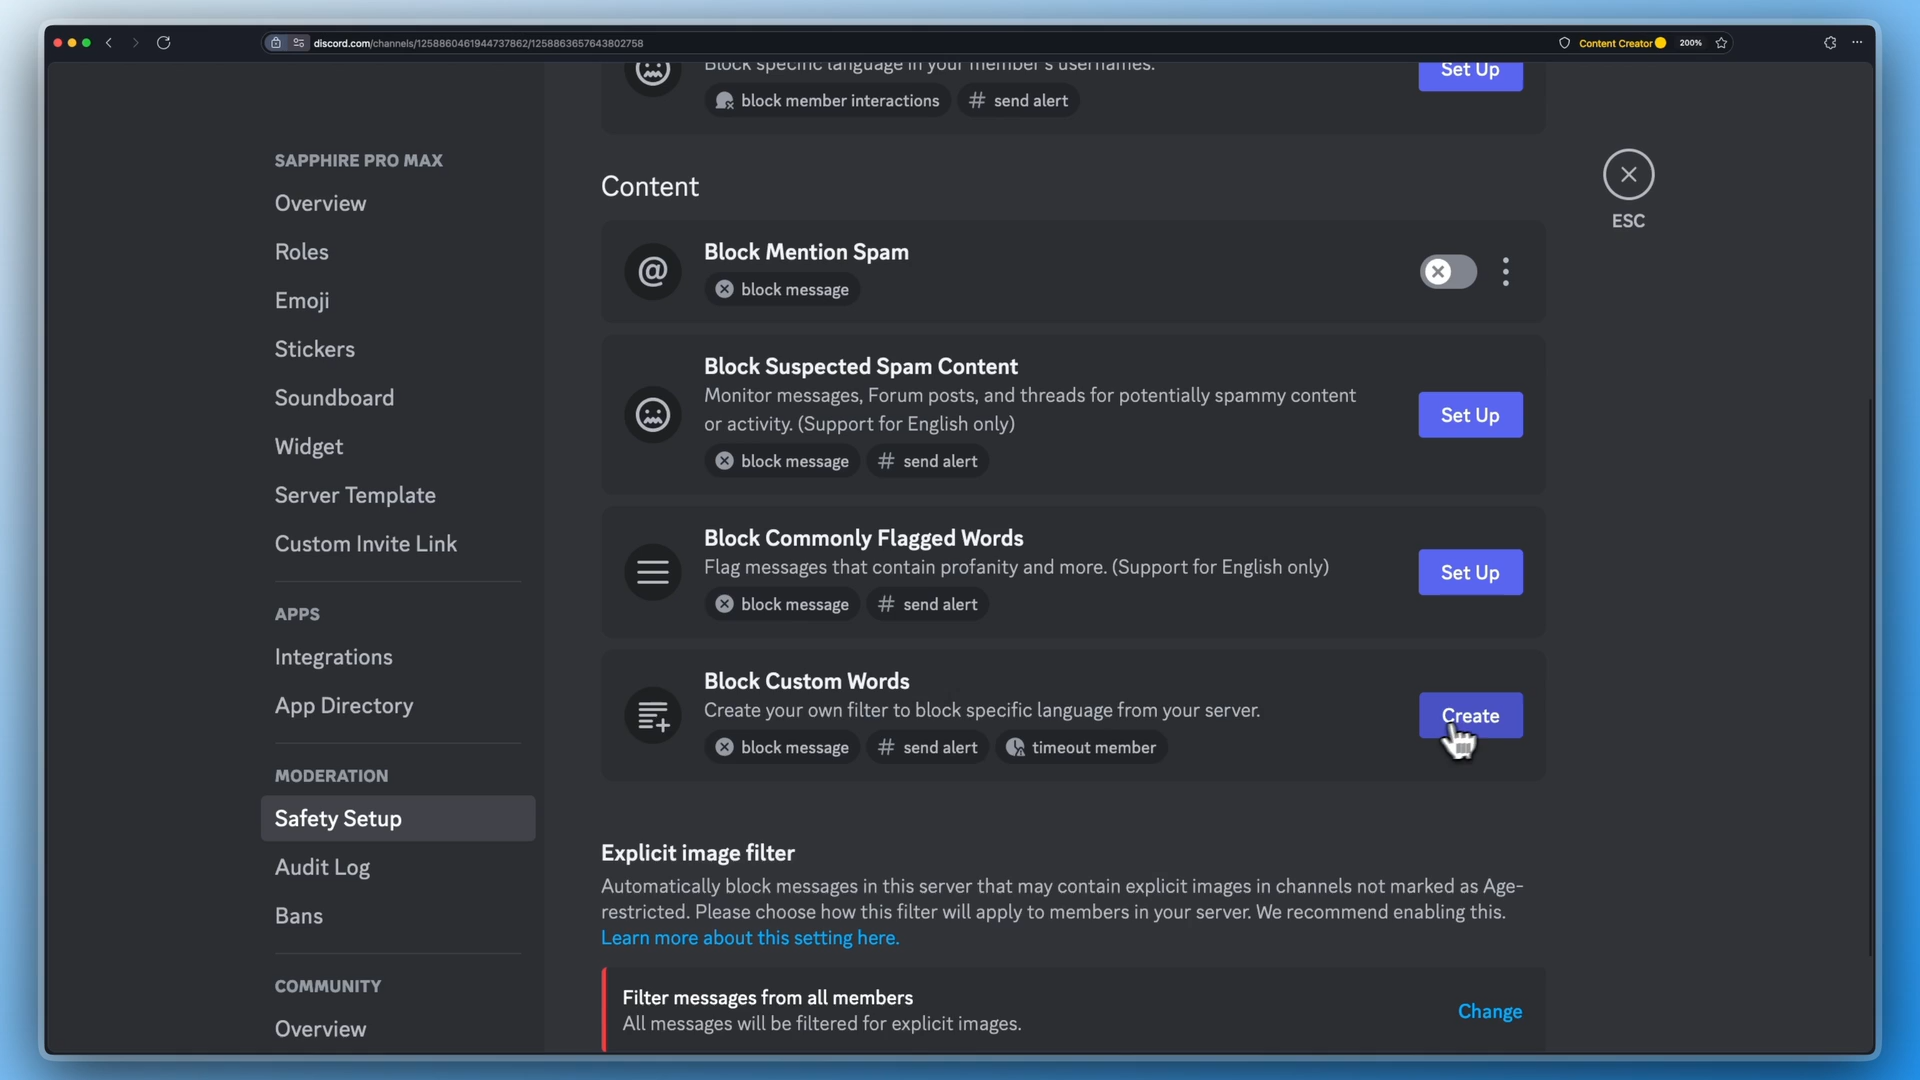 discord.com/channels/1258860461944737862/1258863657643802758
Content Creator
200%
SAPPHIRE PRO MAX
Overview
Roles
Emoji
Stickers
Soundboard
Widget
Server Template
Custom Invite Link
APPS
Integrations
App Directory
MODERATION
Safety Setup
Audit Log
Bans
COMMUNITY
Overview
Block specific language in your member's usernames.
block member interactions
# send alert
Set Up
Content
Block Mention Spam
block message
Block Suspected Spam Content
Monitor messages, Forum posts, and threads for potentially spammy content
or activity. (Support for English only)
block message
# send alert
Set Up
Block Commonly Flagged Words
Flag messages that contain profanity and more. (Support for English only)
block message
# send alert
Set Up
Block Custom Words
Create your own filter to block specific language from your server.
block message
# send alert
timeout member
Create
Explicit image filter
Automatically block messages in this server that may contain explicit images in channels not marked as Age-
restricted. Please choose how this filter will apply to members in your server. We recommend enabling this.
Learn more about this setting here.
Filter messages from all members
All messages will be filtered for explicit images.
Change
ESC